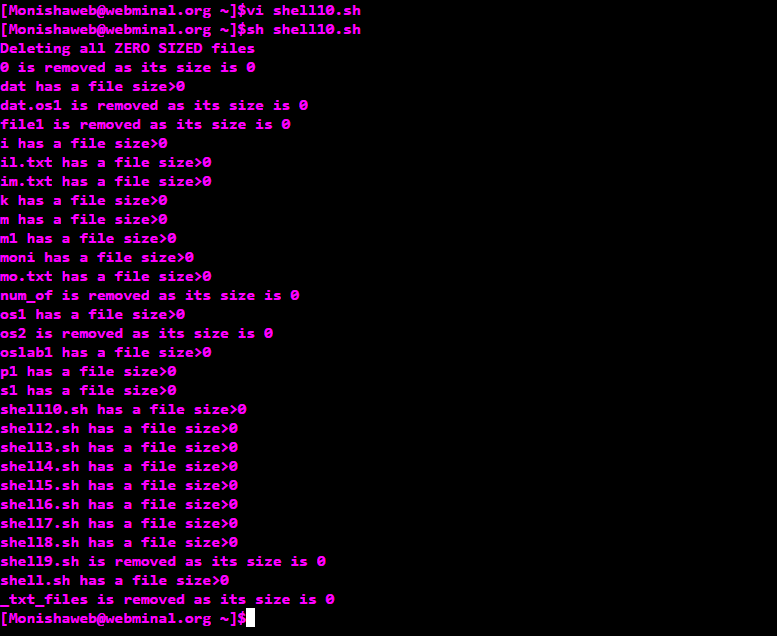 [Monishaweb@webminal.org ~]$vi shell10.sh
[Monishaweb@webminal.org ~]$sh shell10.sh
Deleting all ZERO SIZED files
0 is removed as its size is 0
dat has a file size>0
dat.os1 is removed as its size is 0
file1 is removed as its size is 0
i has a file size>0
il.txt has a file size>0
im.txt has a file size>0
k has a file size>0
m has a file size>0
m1 has a file size>0
moni has a file size>0
mo.txt has a file size>0
num_of is removed as its size is 0
os1 has a file size>0
os2 is removed as its size is 0
oslab1 has a file size>0
p1 has a file size>0
s1 has a file size>0
shell10.sh has a file size>0
shell2.sh has a file size>0
shell3.sh has a file size>0
shell4.sh has a file size>0
shell5.sh has a file size>0
shell6.sh has a file size>0
shell7.sh has a file size>0
shell8.sh has a file size>0
shell9.sh is removed as its size is 0
shell.sh has a file size>0
_txt_files is removed as its size is 0
[Monishaweb@webminal.org ~]$